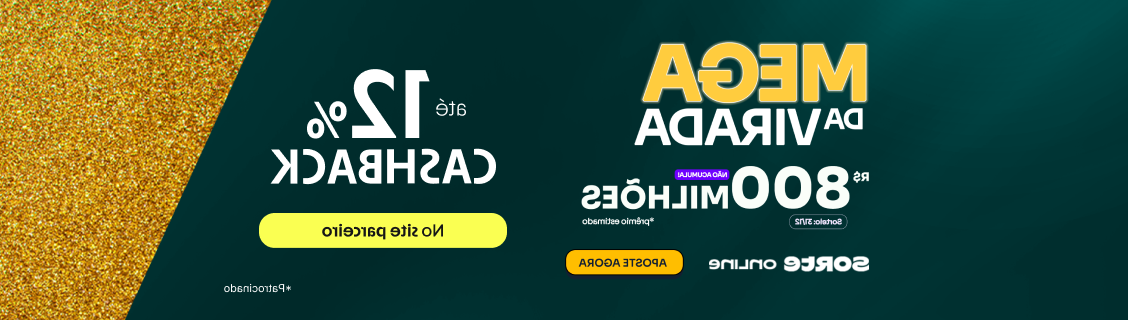 MEGA
DA VIRADA
R$ 800 MILHÕES
NÃO ACUMULA!
Sorteio: 31/12
*prêmio estimado
SORTE ONLINE
APOSTE AGORA
até 12%
CASHBACK
No site parceiro
*Patrocinado